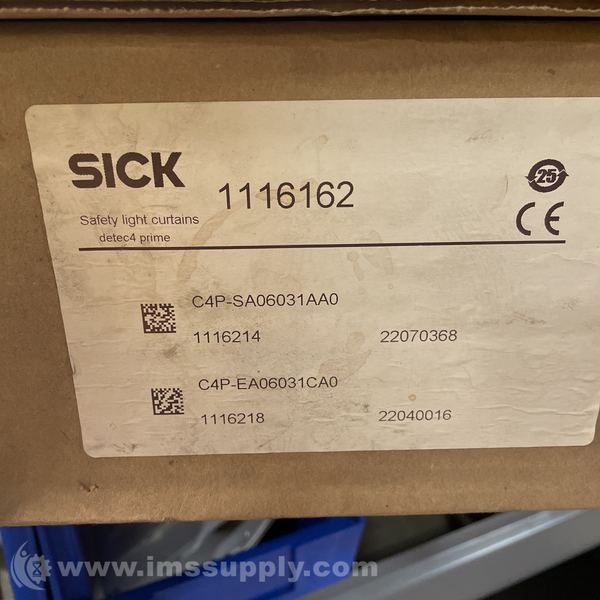 SICK
1116162
25
Safety light curtains
detec4 prime
CE
C4P-SA06031AA0
1116214 22070368
C4P-EA06031CA0
1116218 22040016
www.imssupply.com